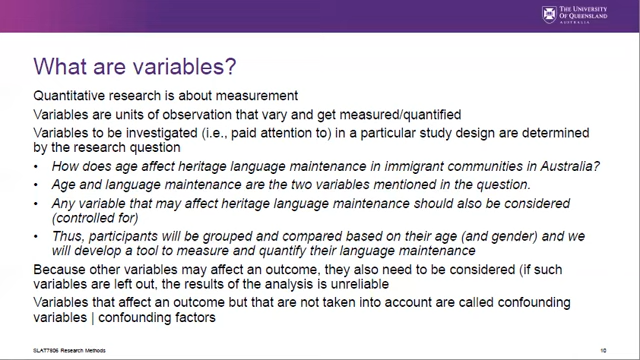 THE UNIVERSITY
OF QUEENSLAND
AUSTRALIA
What are variables?
Quantitative research is about measurement
Variables are units of observation that vary and get measured/quantified
Variables to be investigated (i.e., paid attention to) in a particular study design are determined
by the research question
• How does age affect heritage language maintenance in immigrant communities in Australia?
• Age and language maintenance are the two variables mentioned in the question.
• Any variable that may affect heritage language maintenance should also be considered
(controlled for)
• Thus, participants will be grouped and compared based on their age (and gender) and we
will develop a tool to measure and quantify their language maintenance
Because other variables may affect an outcome, they also need to be considered (if such
variables are left out, the results of the analysis is unreliable
Variables that affect an outcome but that are not taken into account are called confounding
variables | confounding factors
SLAT7806 Research Methods
10